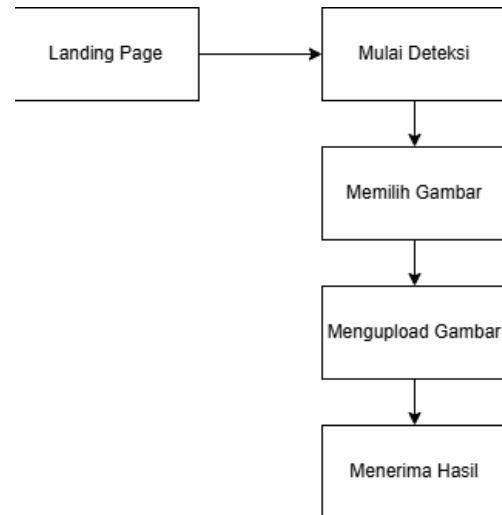 Landing Page
Mulai Deteksi
Memilih Gambar
Mengupload Gambar
Menerima Hasil